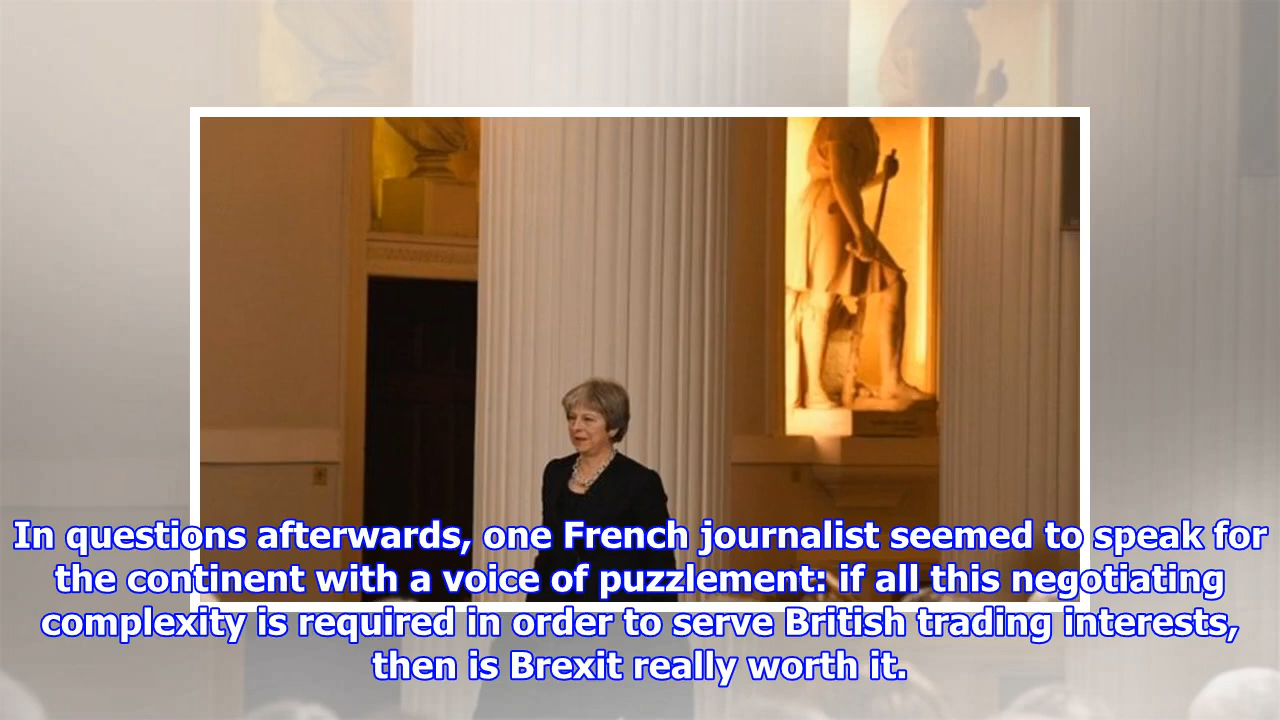 In questions afterwards, one French journalist seemed to speak for
the continent with a voice of puzzlement: if all this negotiating
complexity is required in order to serve British trading interests,
then is Brexit really worth it.